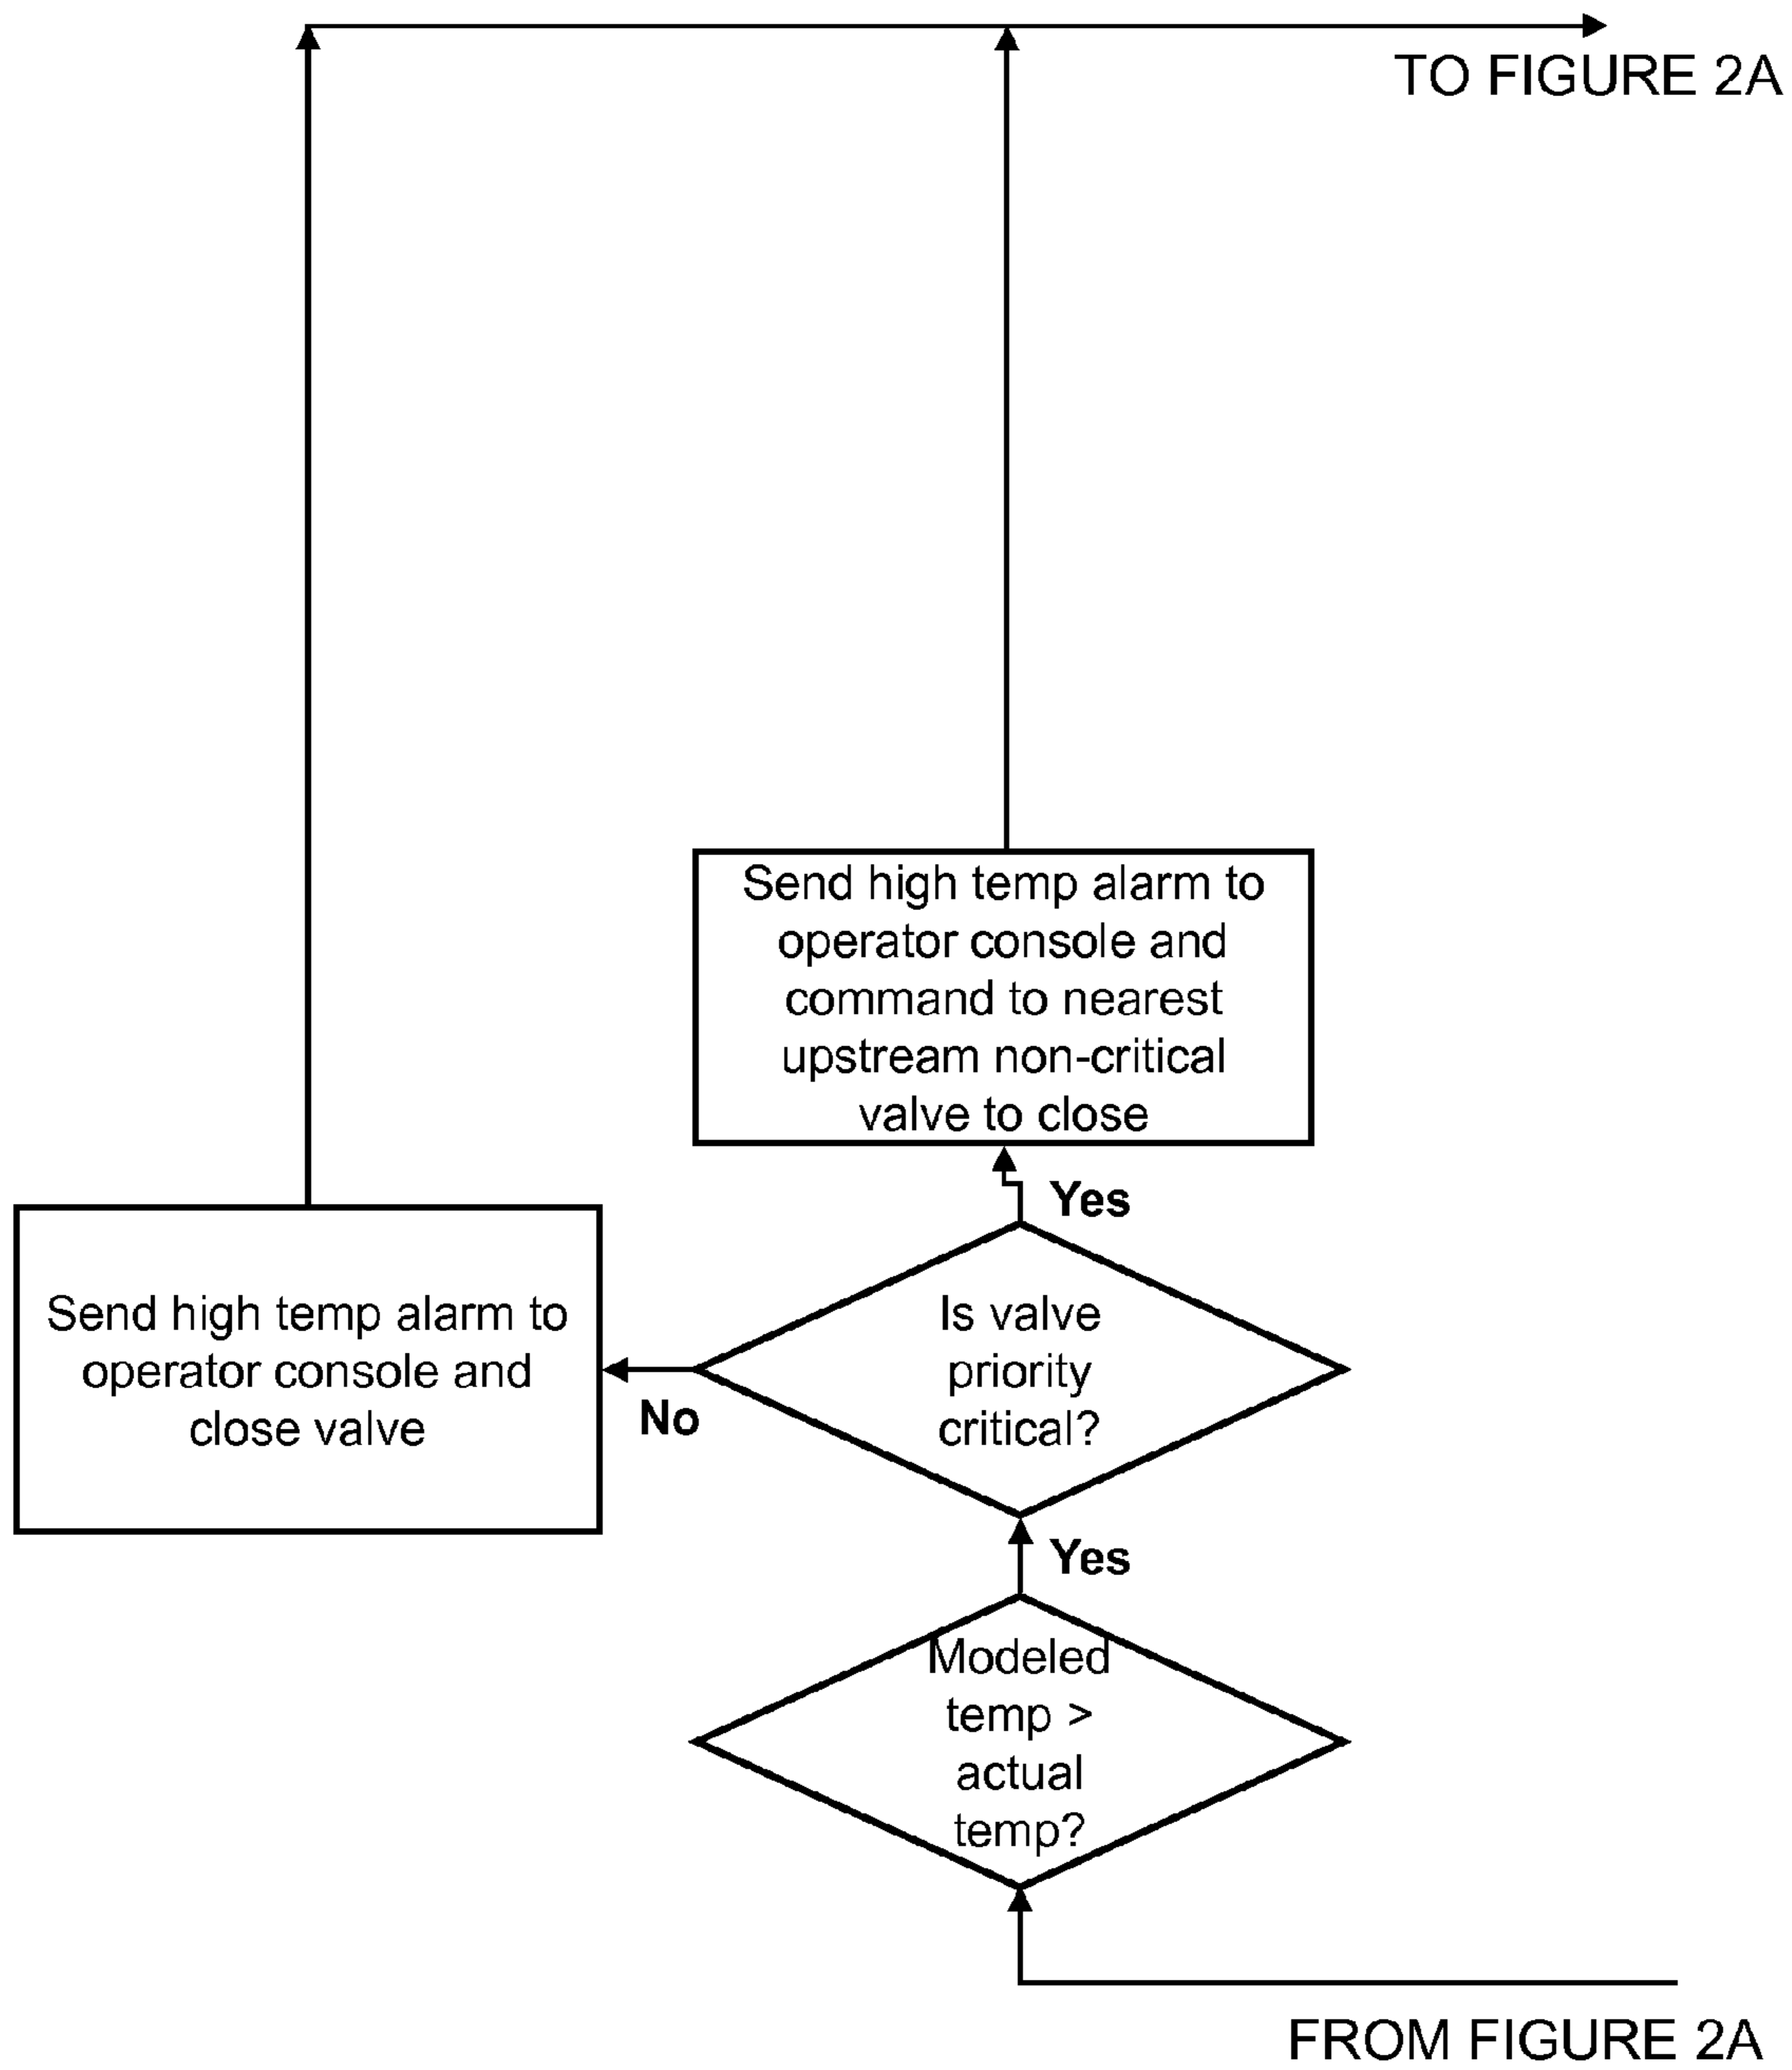 TO FIGURE 2A
Send high temp alarm to
operator console and
command to nearest
upstream non-critical
valve to close
Yes
Send high temp alarm to
operator console and
close valve
No
Is valve
priority
critical?
Yes
Modeled
temp >
actual
temp?
FROM FIGURE 2A